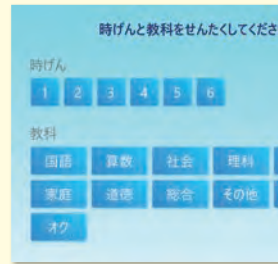 時げんと教科をせんたくしてくださ
時げん
1 2 3 4 5 6
教科
国語 算数 社会 理科
家庭 道徳 総合 その他
オク